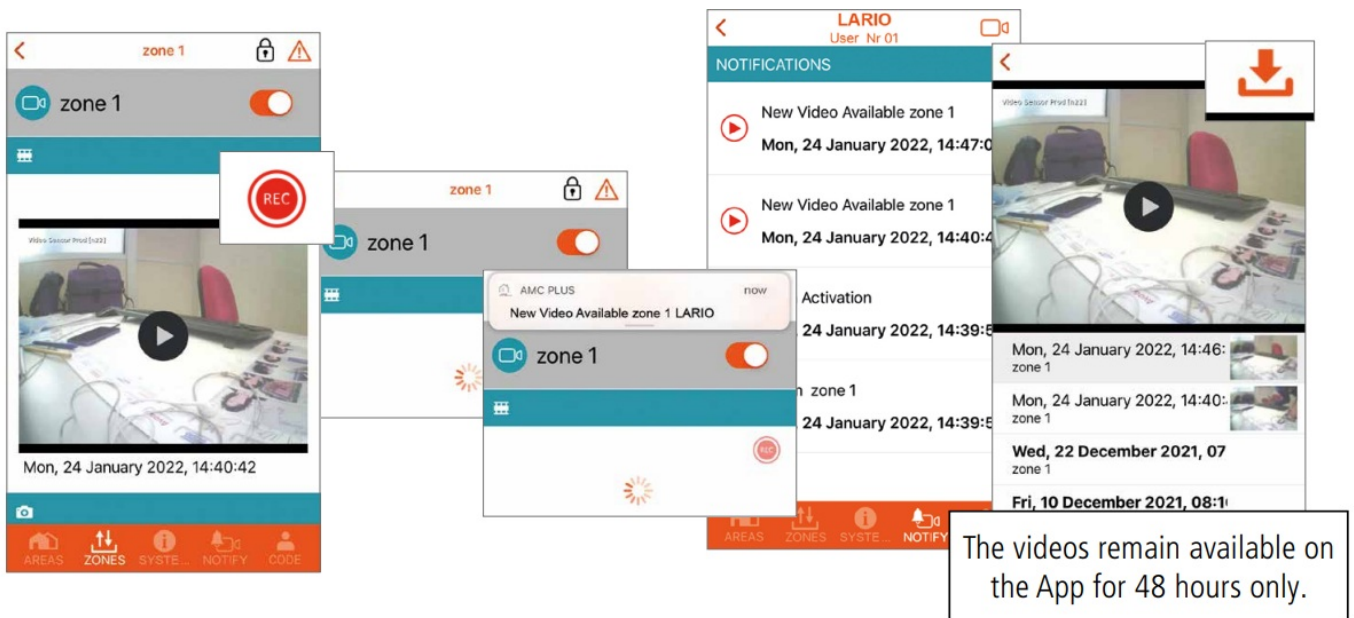 zone 1
zone 1
Video Sensor Prod [n22]
Mon, 24 January 2022, 14:40:42
AREAS ZONES SYSTE... NOTIFY CODE
REC
zone 1
zone 1
AMC PLUS now
New Video Available zone 1 LARIO
zone 1
REC
LARIO
User Nr 01
NOTIFICATIONS
New Video Available zone 1
Mon, 24 January 2022, 14:47:0
New Video Available zone 1
Mon, 24 January 2022, 14:40:4
Activation
24 January 2022, 14:39:5
zone 1
24 January 2022, 14:39:5
AREAS ZONES SYSTE... NOTIFY
Video Sensor Prod [n22]
Mon, 24 January 2022, 14:46:
zone 1
Mon, 24 January 2022, 14:40:
zone 1
Wed, 22 December 2021, 07
zone 1
Fri, 10 December 2021, 08:1
The videos remain available on
the App for 48 hours only.